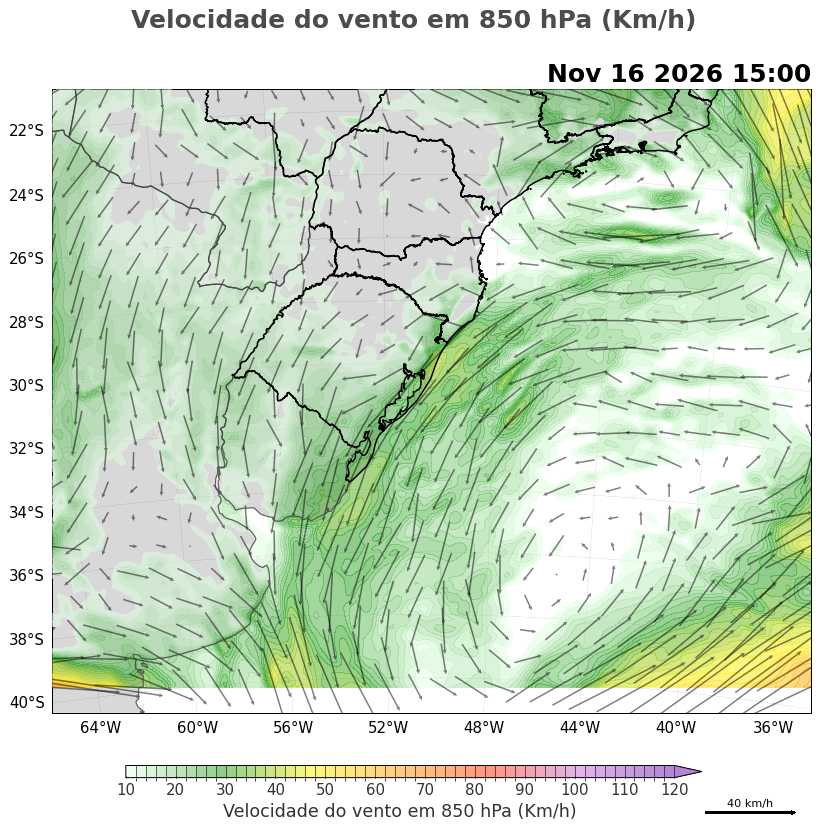 Velocidade do vento em 850 hPa (Km/h)
Nov 16 2026 15:00
22°S
24°S
26°S
28°S
30°S
32°S
34°S
36°S
38°S
40°S
64°W 60°W 56°W 52°W 48°W 44°W 40°W 36°W
10 20 30 40 50 60 70 80 90 100 110 120
Velocidade do vento em 850 hPa (Km/h)
40 km/h